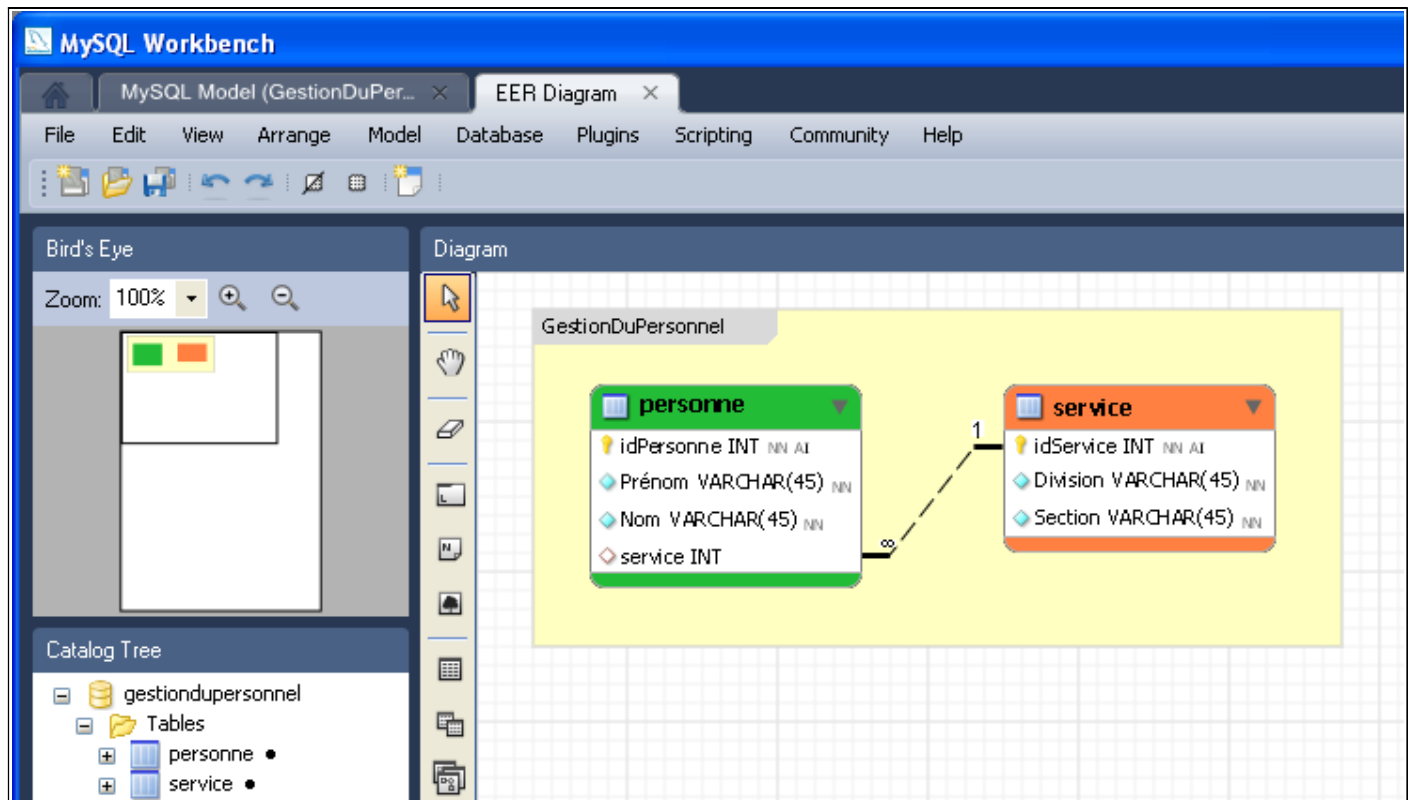 MySQL Workbench
MySQL Model (GestionDuPer...
EER Diagram
File Edit View Arrange Model Database Plugins Scripting Community Help
Bird's Eye
Zoom: 100%
Diagram
GestionDuPersonnel
personne
idPersonne INT NN AI
Prénom VARCHAR(45) NN
Nom VARCHAR(45) NN
service INT
∞
1
service
idService INT NN AI
Division VARCHAR(45) NN
Section VARCHAR(45) NN
Catalog Tree
gestiondupersonnel
Tables
personne ●
service ●